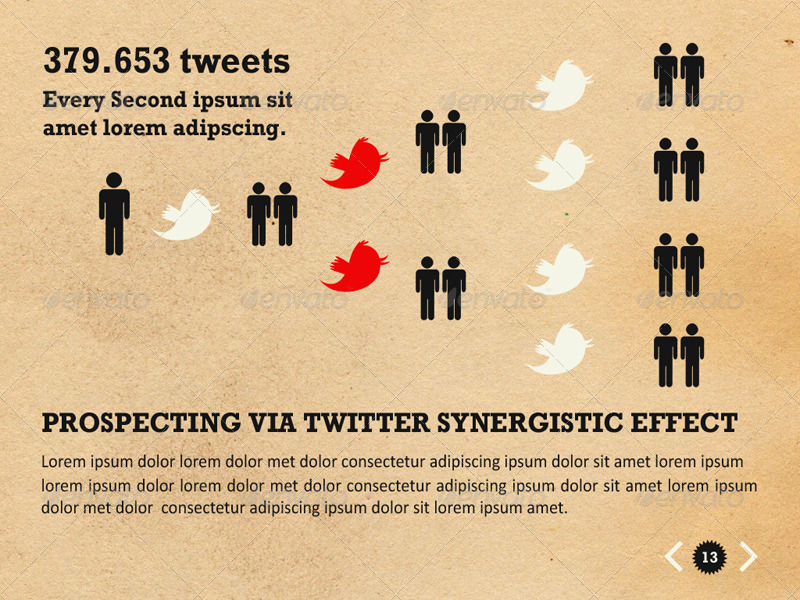 379.653 tweets
Every Second ipsum sit
amet lorem adipscing.
PROSPECTING VIA TWITTER SYNERGISTIC EFFECT
Lorem ipsum dolor lorem dolor met dolor consectetur adipiscing ipsum dolor sit amet lorem ipsum
lorem ipsum dolor lorem dolor met dolor consectetur adipiscing ipsum dolor sit amet lorem ipsum
dolor met dolor consectetur adipiscing ipsum dolor sit lorem ipsum amet.
13
envato
envato
envato
envato
envato
envato
envato
envato